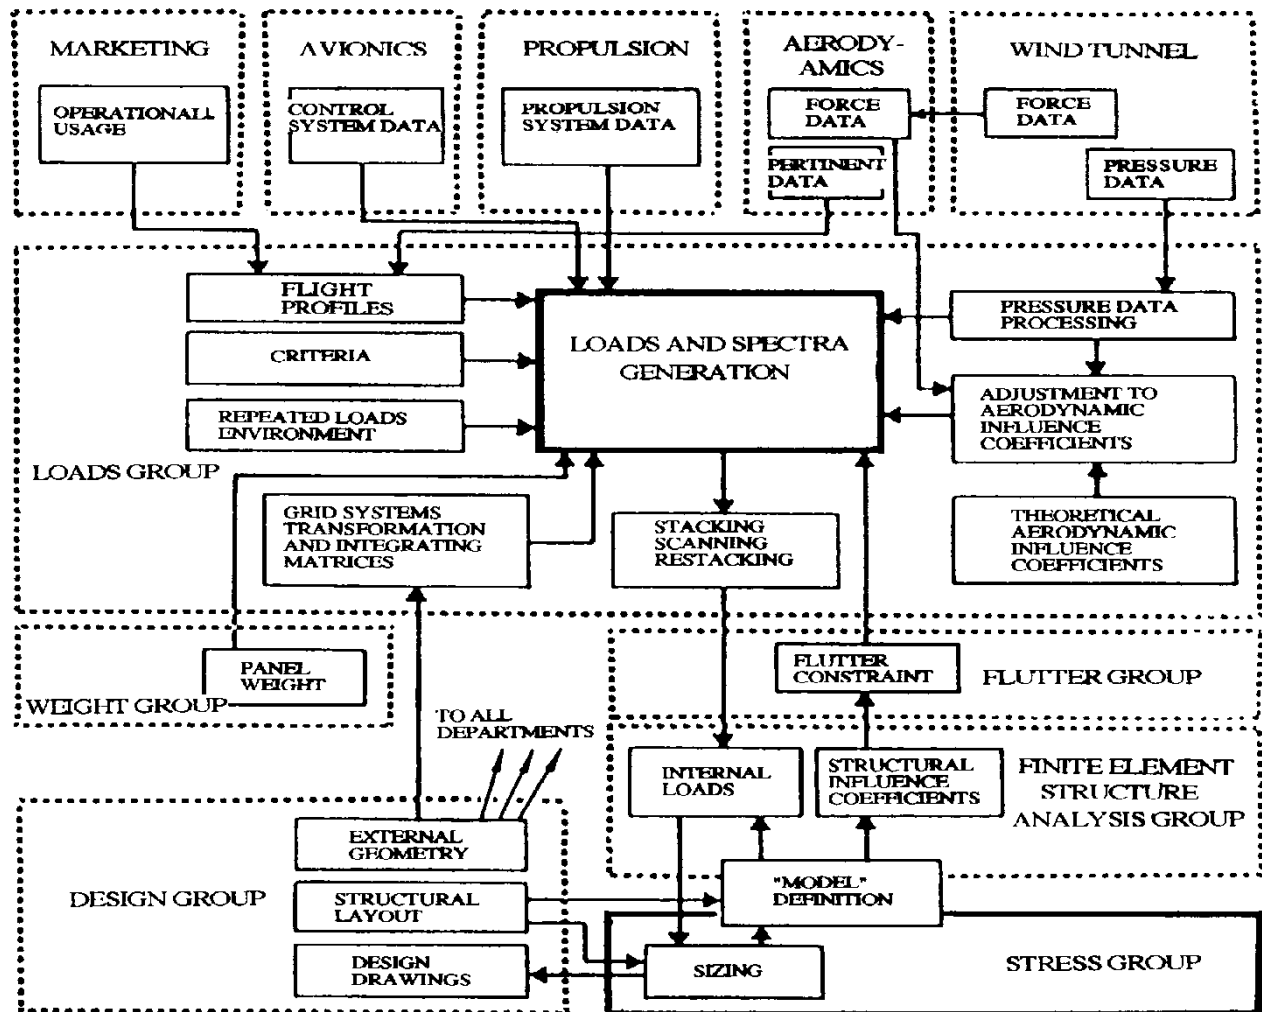 MARKETING
OPERATIONALL
USAGE
AVIONICS
CONTROL
SYSTEM DATA
PROPULSION
PROPULSION
SYSTEM DATA
AERODY-
AMICS
FORCE
DATA
PERTINENT
DATA
WIND TUNNEL
FORCE
DATA
PRESSURE
DATA
FLIGHT
PROFILES
CRITERIA
REPEATED LOADS
ENVIRONMENT
LOADS AND SPECTRA
GENERATION
PRESSURE DATA
PROCESSING
ADJUSTMENT TO
AERODYNAMIC
INFLUENCE
COEFFICIENTS
LOADS GROUP
GRID SYSTEMS
TRANSFORMATION
AND INTEGRATING
MATRICES
STACKING
SCANNING
RESTACKING
THEORETICAL
AERODYNAMIC
INFLUENCE
COEFFICIENTS
PANEL
WEIGHT
WEIGHT GROUP
FLUTTER
CONSTRAINT
FLUTTER GROUP
TO ALL
DEPARTMENTS
INTERNAL
LOADS
STRUCTURAL
INFLUENCE
COEFFICIENTS
FINITE ELEMENT
STRUCTURE
ANALYSIS GROUP
EXTERNAL
GEOMETRY
DESIGN GROUP
STRUCTURAL
LAYOUT
"MODEL"
DEFINITION
DESIGN
DRAWINGS
SIZING
STRESS GROUP